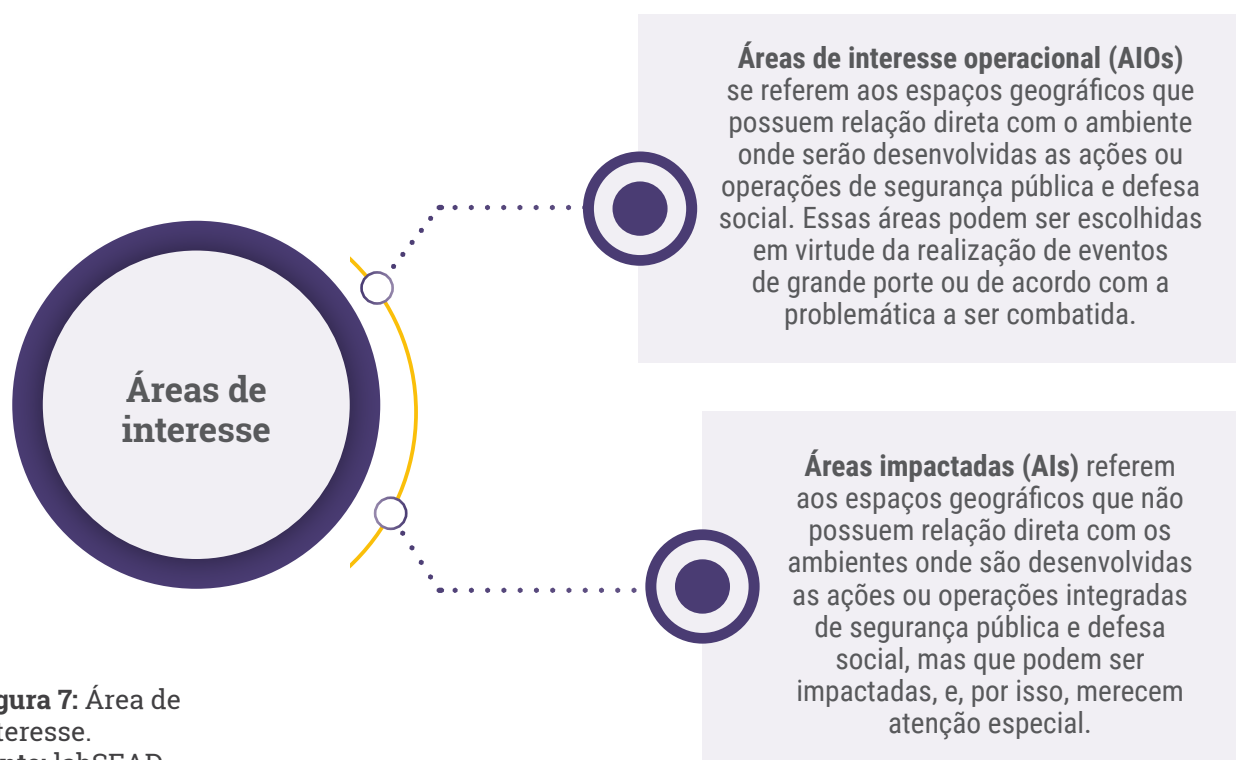 Áreas de interesse operacional (AIOs)
se referem aos espaços geográficos que
possuem relação direta com o ambiente
onde serão desenvolvidas as ações ou
operações de segurança pública e defesa
social. Essas áreas podem ser escolhidas
em virtude da realização de eventos
de grande porte ou de acordo com a
problemática a ser combatida.
Áreas de
interesse
Áreas impactadas (AIs) referem
aos espaços geográficos que não
possuem relação direta com os
ambientes onde são desenvolvidas
as ações ou operações integradas
de segurança pública e defesa
social, mas que podem ser
impactadas, e, por isso, merecem
atenção especial.
gura 7: Área de
teresse.
labSEAD